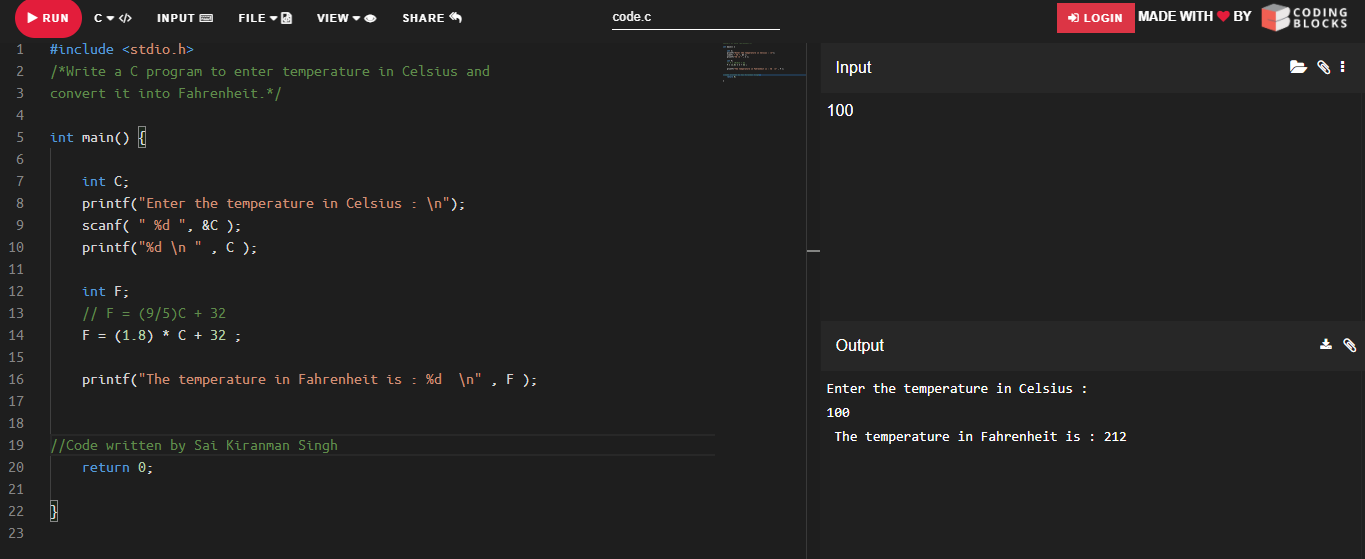 RUN C </> INPUT FILE VIEW SHARE code.c LOGIN MADE WITH BY CODING BLOCKS
1 #include <stdio.h>
2 /*Write a C program to enter temperature in Celsius and
3 convert it into Fahrenheit.*/
4
5 int main() {
6
7 int C;
8 printf("Enter the temperature in Celsius : \n");
9 scanf( " %d ", &C );
10 printf("%d \n " , C );
11
12 int F;
13 // F = (9/5)C + 32
14 F = (1.8) * C + 32 ;
15
16 printf("The temperature in Fahrenheit is : %d  \n" , F );
17
18
19 //Code written by Sai Kiranman Singh
20 return 0;
21
22 }
23
Input
100
Output
Enter the temperature in Celsius :
100
The temperature in Fahrenheit is : 212